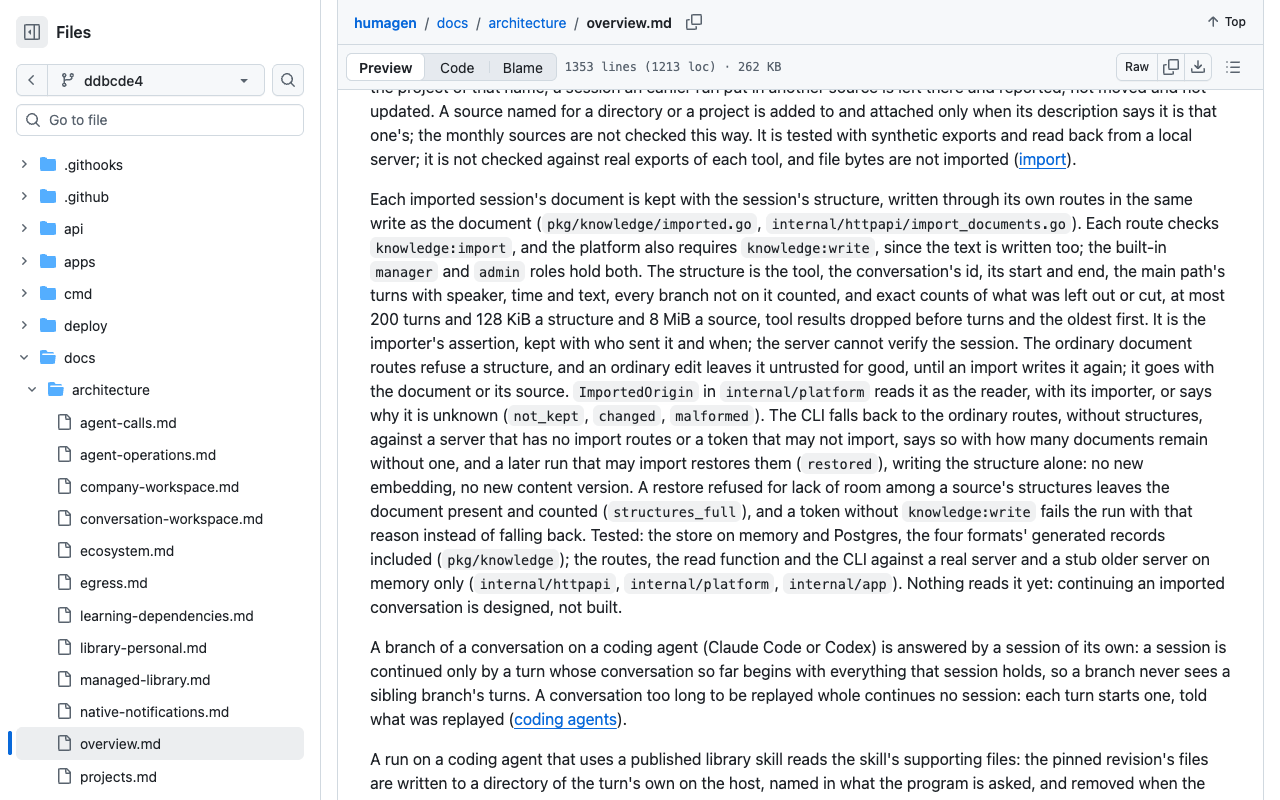 Files
humagen / docs / architecture / overview.md
Top
ddbcde4
Preview Code Blame 1353 lines (1213 loc) · 262 KB
Raw
Go to file
.githooks
.github
api
apps
cmd
deploy
docs
architecture
agent-calls.md
agent-operations.md
company-workspace.md
conversation-workspace.md
ecosystem.md
egress.md
learning-dependencies.md
library-personal.md
managed-library.md
native-notifications.md
overview.md
projects.md
the project of that name; a session an earlier run put in another source is left there and reported, not moved and not
updated. A source named for a directory or a project is added to and attached only when its description says it is that
one's; the monthly sources are not checked this way. It is tested with synthetic exports and read back from a local
server; it is not checked against real exports of each tool, and file bytes are not imported (import).
Each imported session's document is kept with the session's structure, written through its own routes in the same
write as the document ( pkg/knowledge/imported.go , internal/httpapi/import_documents.go ). Each route checks
knowledge:import , and the platform also requires knowledge:write , since the text is written too; the built-in
manager and admin roles hold both. The structure is the tool, the conversation's id, its start and end, the main path's
turns with speaker, time and text, every branch not on it counted, and exact counts of what was left out or cut, at most
200 turns and 128 KiB a structure and 8 MiB a source, tool results dropped before turns and the oldest first. It is the
importer's assertion, kept with who sent it and when; the server cannot verify the session. The ordinary document
routes refuse a structure, and an ordinary edit leaves it untrusted for good, until an import writes it again; it goes with
the document or its source. ImportedOrigin in internal/platform reads it as the reader, with its importer, or says
why it is unknown ( not_kept , changed , malformed ). The CLI falls back to the ordinary routes, without structures,
against a server that has no import routes or a token that may not import, says so with how many documents remain
without one, and a later run that may import restores them ( restored ), writing the structure alone: no new
embedding, no new content version. A restore refused for lack of room among a source's structures leaves the
document present and counted ( structures_full ), and a token without knowledge:write fails the run with that
reason instead of falling back. Tested: the store on memory and Postgres, the four formats' generated records
included ( pkg/knowledge ); the routes, the read function and the CLI against a real server and a stub older server on
memory only ( internal/httpapi , internal/platform , internal/app ). Nothing reads it yet: continuing an imported
conversation is designed, not built.
A branch of a conversation on a coding agent (Claude Code or Codex) is answered by a session of its own: a session is
continued only by a turn whose conversation so far begins with everything that session holds, so a branch never sees a
sibling branch's turns. A conversation too long to be replayed whole continues no session: each turn starts one, told
what was replayed (coding agents).
A run on a coding agent that uses a published library skill reads the skill's supporting files: the pinned revision's files
are written to a directory of the turn's own on the host, named in what the program is asked, and removed when the